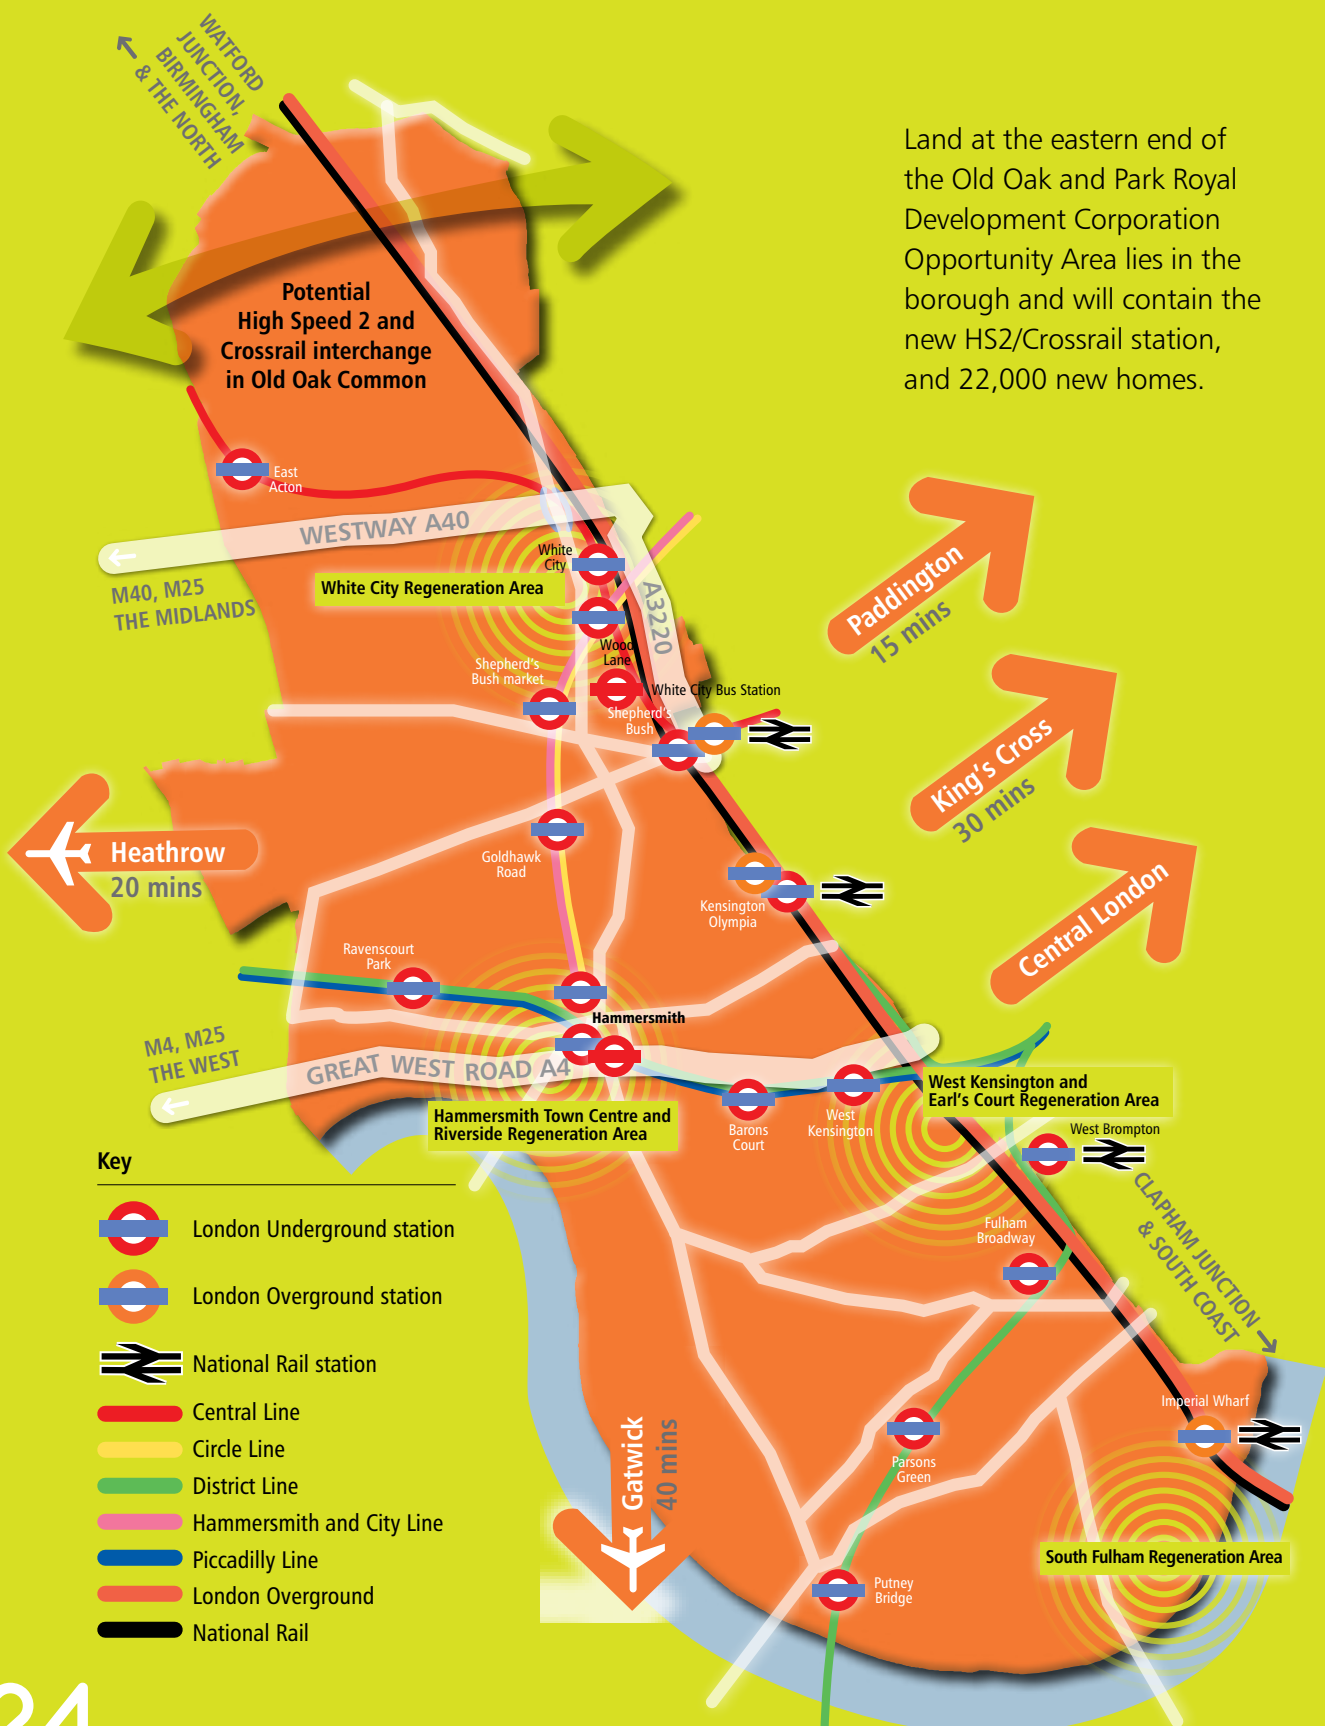 WATFORD
JUNCTION,
BIRMINGHAM
& THE NORTH
Land at the eastern end of
the Old Oak and Park Royal
Development Corporation
Opportunity Area lies in the
borough and will contain the
new HS2/Crossrail station,
and 22,000 new homes.
Potential
High Speed 2 and
Crossrail interchange
in Old Oak Common
East
Acton
WESTWAY A40
M40, M25
THE MIDLANDS
White
City
White City Regeneration Area
A3220
Wood
Lane
Shepherd's
Bush market
White City Bus Station
Shepherd's
Bush
Paddington
15 mins
King's Cross
30 mins
Central London
Heathrow
20 mins
Goldhawk
Road
Kensington
Olympia
Ravenscourt
Park
Hammersmith
M4, M25
THE WEST
GREAT WEST ROAD A4
West Kensington and
Earl's Court Regeneration Area
Hammersmith Town Centre and
Riverside Regeneration Area
Barons
Court
West
Kensington
West Brompton
CLAPHAM JUNCTION
& SOUTH COAST
Fulham
Broadway
Imperial Wharf
Parsons
Green
Gatwick
40 mins
South Fulham Regeneration Area
Putney
Bridge
Key
London Underground station
London Overground station
National Rail station
Central Line
Circle Line
District Line
Hammersmith and City Line
Piccadilly Line
London Overground
National Rail
24